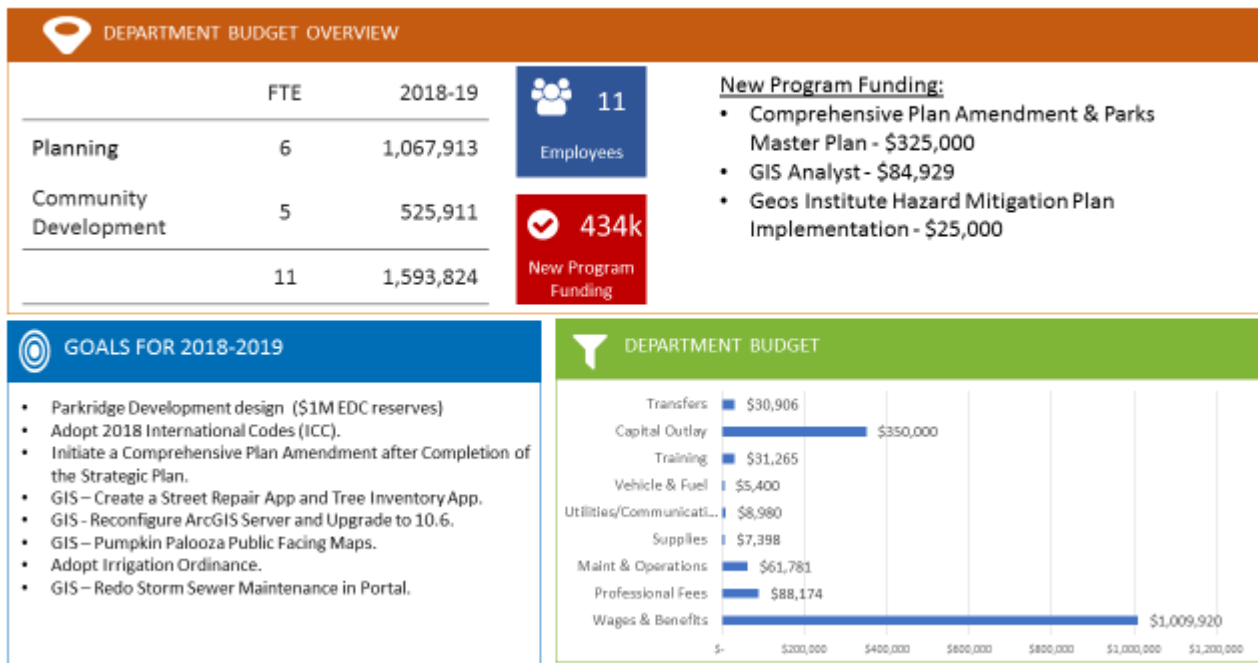 DEPARTMENT BUDGET OVERVIEW
FTE 2018-19
Planning 6 1,067,913
Community
Development 5 525,911
11 1,593,824
11
Employees
434k
New Program
Funding
New Program Funding:
• Comprehensive Plan Amendment & Parks
Master Plan - $325,000
• GIS Analyst - $84,929
• Geos Institute Hazard Mitigation Plan
Implementation - $25,000
GOALS FOR 2018-2019
• Parkridge Development design ($1M EDC reserves)
• Adopt 2018 International Codes (ICC).
• Initiate a Comprehensive Plan Amendment after Completion of
the Strategic Plan.
• GIS – Create a Street Repair App and Tree Inventory App.
• GIS - Reconfigure ArcGIS Server and Upgrade to 10.6.
• GIS – Pumpkin Palooza Public Facing Maps.
• Adopt Irrigation Ordinance.
• GIS – Redo Storm Sewer Maintenance in Portal.
DEPARTMENT BUDGET
Transfers $30,906
Capital Outlay $350,000
Training $31,265
Vehicle & Fuel $5,400
Utilities/Communicati... $8,980
Supplies $7,398
Maint & Operations $61,781
Professional Fees $88,174
Wages & Benefits $1,009,920
$- $200,000 $400,000 $600,000 $800,000 $1,000,000 $1,200,000